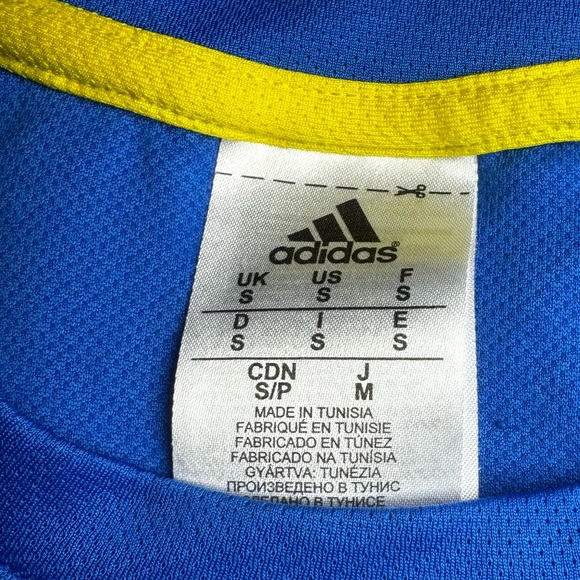 adidas®
UK US F
S S S
D I E
S S S
CDN J
S/P M
MADE IN TUNISIA
FABRIQUÉ EN TUNISIE
FABRICADO EN TÚNEZ
FABRICADO NA TUNÍSIA
GYÁRTVA: TUNÉZIA
ПРОИЗВЕДЕНО В ТУНИС
В ТУНИСЕ